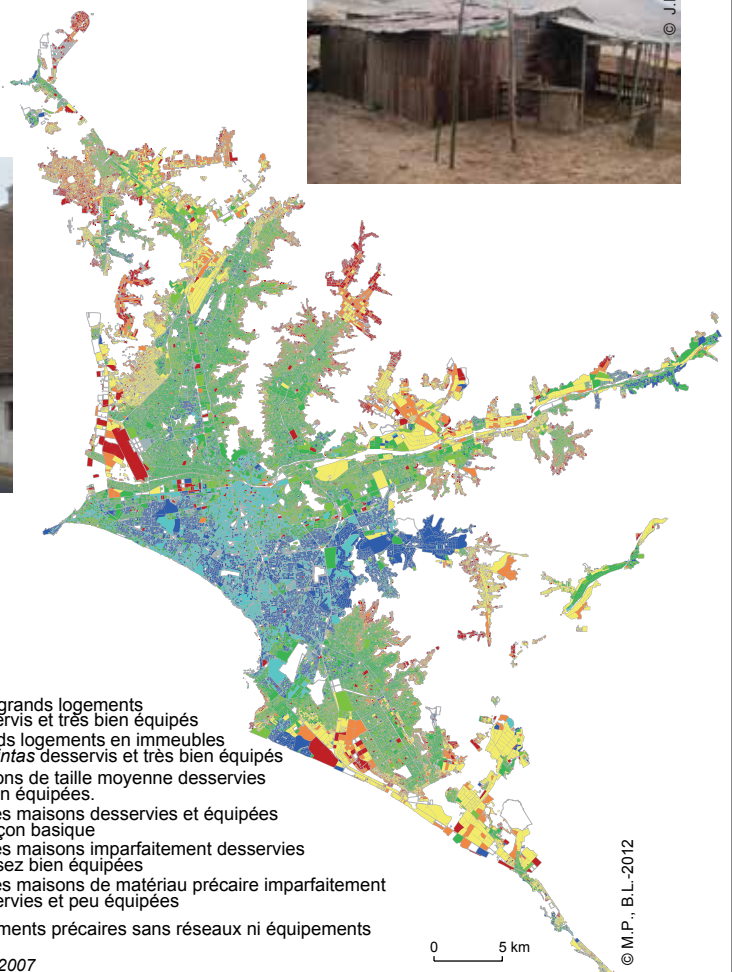 © J.
grands logements
servis et très bien équipés
ds logements en immeubles
intas desservis et très bien équipés
ons de taille moyenne desservies
n équipées.
es maisons desservies et équipées
çon basique
es maisons imparfaitement desservies
sez bien équipées
es maisons de matériau précaire imparfaitement
ervies et peu équipées
ments précaires sans réseaux ni équipements
2007
0 5 km
© M.P., B.L.-2012